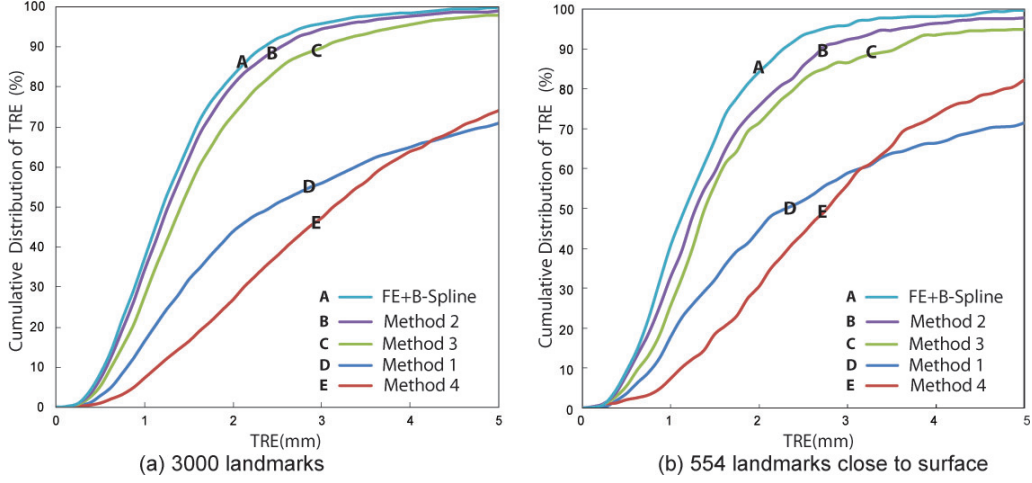 Cumulative Distribution of TRE (%)
100
90
80
70
60
50
40
30
20
10
0
A
B
C
D
E
A FE+B-Spline
B Method 2
C Method 3
D Method 1
E Method 4
0 1 2 3 4 5
TRE(mm)
(a) 3000 landmarks
Cumulative Distribution of TRE (%)
100
90
80
70
60
50
40
30
20
10
0
A
B
C
D
E
A FE+B-Spline
B Method 2
C Method 3
D Method 1
E Method 4
0 1 2 3 4 5
TRE(mm)
(b) 554 landmarks close to surface